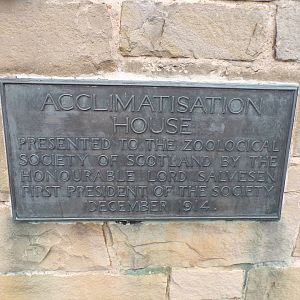 ACCLIMATISATION
HOUSE
PRESENTED TO THE ZOOLOGICAL
SOCIETY OF SCOTLAND BY THE
HONOURABLE LORD SALVESEN
FIRST PRESIDENT OF THE SOCIETY
DECEMBER 1914.